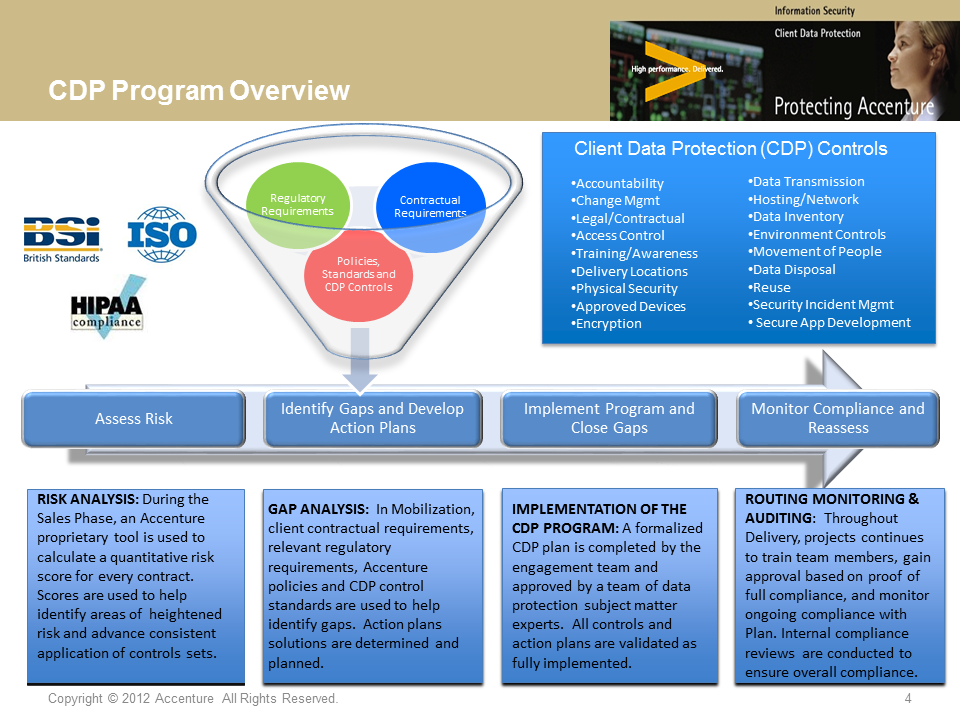 Information Security
Client Data Protection
High performance. Delivered.
Protecting Accenture
CDP Program Overview
Regulatory
Requirements
Contractual
Requirements
Policies,
Standards and
CDP Controls
BSi
British Standards
ISO
HIPAA
compliance
Client Data Protection (CDP) Controls
•Accountability
•Change Mgmt
•Legal/Contractual
•Access Control
•Training/Awareness
•Delivery Locations
•Physical Security
•Approved Devices
•Encryption
•Data Transmission
•Hosting/Network
•Data Inventory
•Environment Controls
•Movement of People
•Data Disposal
•Reuse
•Security Incident Mgmt
• Secure App Development
Assess Risk
Identify Gaps and Develop
Action Plans
Implement Program and
Close Gaps
Monitor Compliance and
Reassess
RISK ANALYSIS: During the
Sales Phase, an Accenture
proprietary tool is used to
calculate a quantitative risk
score for every contract.
Scores are used to help
identify areas of heightened
risk and advance consistent
application of controls sets.
GAP ANALYSIS: In Mobilization,
client contractual requirements,
relevant regulatory
requirements, Accenture
policies and CDP control
standards are used to help
identify gaps. Action plans
solutions are determined and
planned.
IMPLEMENTATION OF THE
CDP PROGRAM: A formalized
CDP plan is completed by the
engagement team and
approved by a team of data
protection subject matter
experts. All controls and
action plans are validated as
fully implemented.
ROUTING MONITORING &
AUDITING: Throughout
Delivery, projects continues
to train team members, gain
approval based on proof of
full compliance, and monitor
ongoing compliance with
Plan. Internal compliance
reviews are conducted to
ensure overall compliance.
Copyright © 2012 Accenture All Rights Reserved.
4